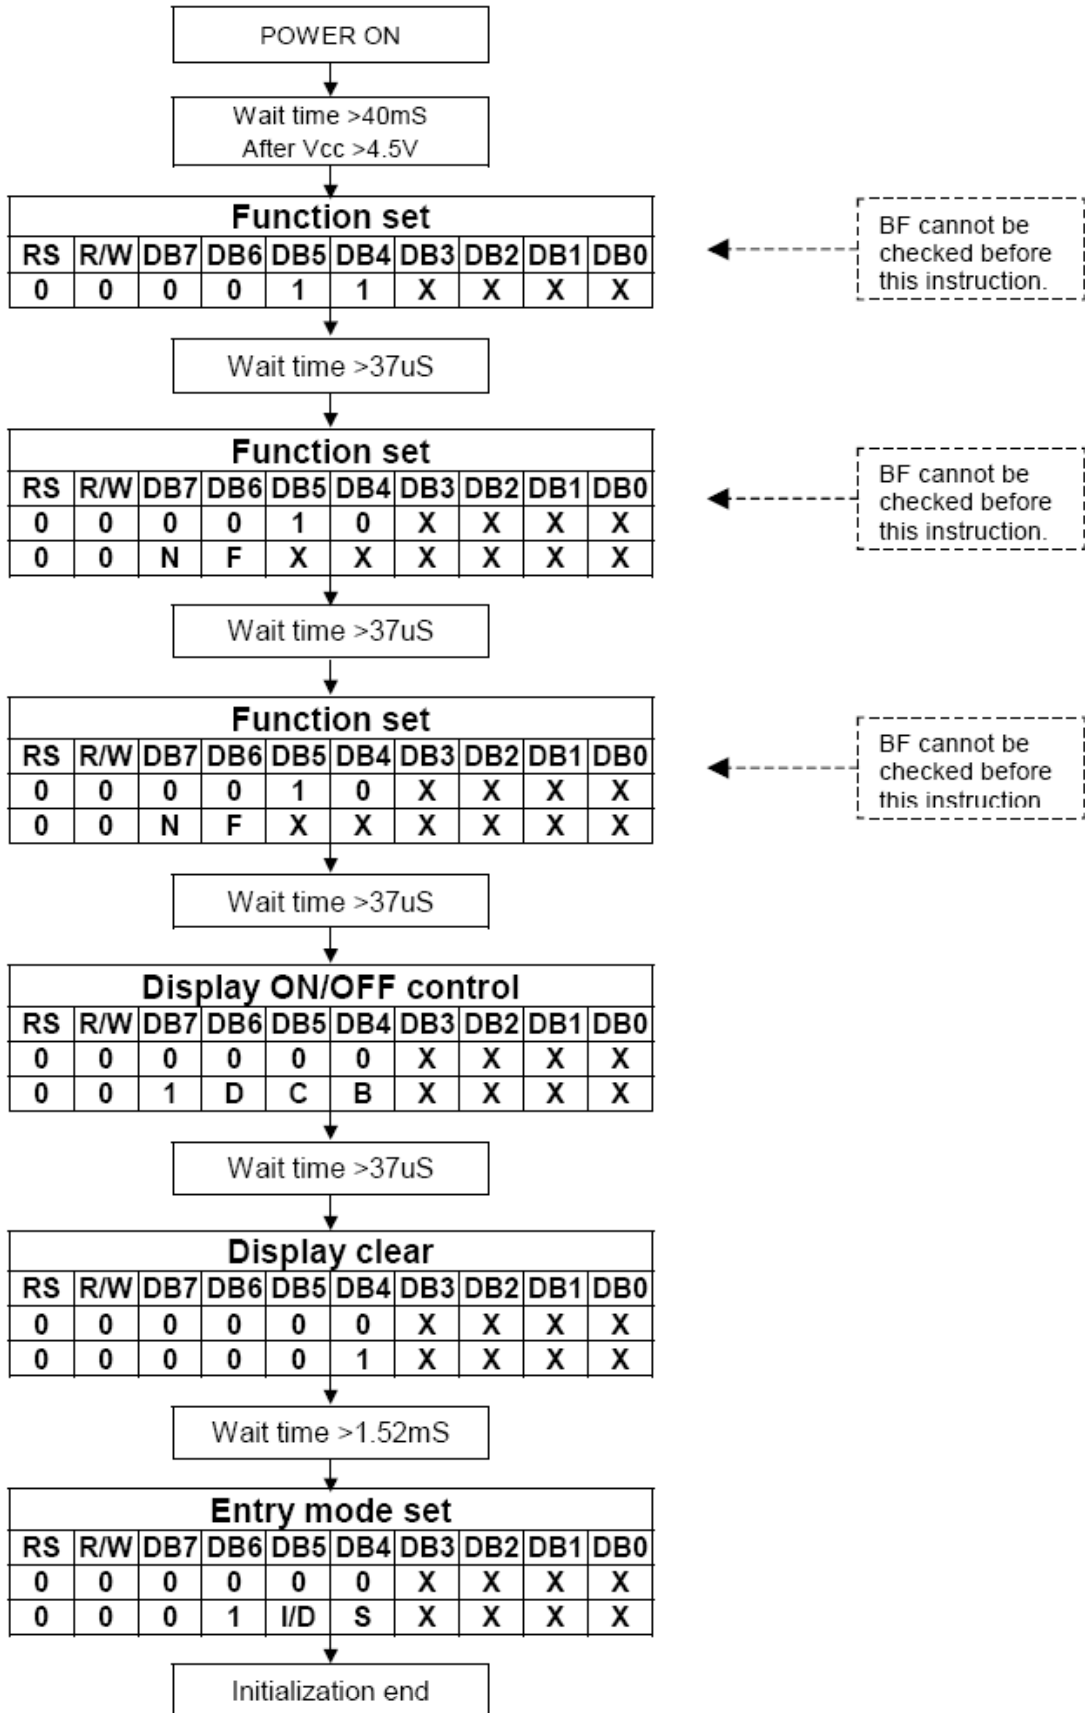 POWER ON
Wait time >40mS
After Vcc >4.5V
Function set
RS R/W DB7 DB6 DB5 DB4 DB3 DB2 DB1 DB0
0 0 0 0 1 1 X X X X
BF cannot be
checked before
this instruction.
Wait time >37uS
Function set
RS R/W DB7 DB6 DB5 DB4 DB3 DB2 DB1 DB0
0 0 0 0 1 0 X X X X
0 0 N F X X X X X X
BF cannot be
checked before
this instruction.
Wait time >37uS
Function set
RS R/W DB7 DB6 DB5 DB4 DB3 DB2 DB1 DB0
0 0 0 0 1 0 X X X X
0 0 N F X X X X X X
BF cannot be
checked before
this instruction
Wait time >37uS
Display ON/OFF control
RS R/W DB7 DB6 DB5 DB4 DB3 DB2 DB1 DB0
0 0 0 0 0 0 X X X X
0 0 1 D C B X X X X
Wait time >37uS
Display clear
RS R/W DB7 DB6 DB5 DB4 DB3 DB2 DB1 DB0
0 0 0 0 0 0 X X X X
0 0 0 0 0 1 X X X X
Wait time >1.52mS
Entry mode set
RS R/W DB7 DB6 DB5 DB4 DB3 DB2 DB1 DB0
0 0 0 0 0 0 X X X X
0 0 0 1 I/D S X X X X
Initialization end